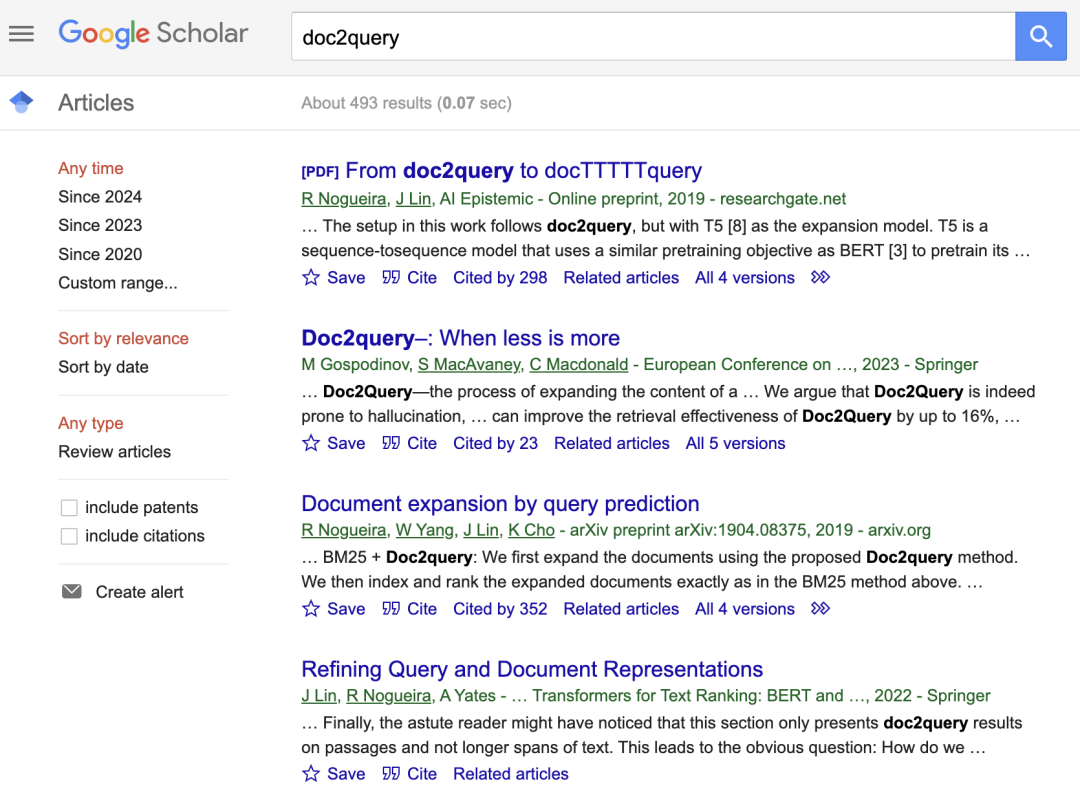 Google Scholar
doc2query
Articles
About 493 results (0.07 sec)
Any time
Since 2024
Since 2023
Since 2020
Custom range...
Sort by relevance
Sort by date
Any type
Review articles
include patents
include citations
Create alert
[PDF] From doc2query to docTTTTTquery
R Nogueira, J Lin, AI Epistemic - Online preprint, 2019 - researchgate.net
… The setup in this work follows doc2query, but with T5 [8] as the expansion model. T5 is a
sequence-tosequence model that uses a similar pretraining objective as BERT [3] to pretrain its …
Save Cite Cited by 298 Related articles All 4 versions
Doc2query–: When less is more
M Gospodinov, S MacAvaney, C Macdonald - European Conference on …, 2023 - Springer
… Doc2Query—the process of expanding the content of a … We argue that Doc2Query is indeed
prone to hallucination, … can improve the retrieval effectiveness of Doc2Query by up to 16%, …
Save Cite Cited by 23 Related articles All 5 versions
Document expansion by query prediction
R Nogueira, W Yang, J Lin, K Cho - arXiv preprint arXiv:1904.08375, 2019 - arxiv.org
… BM25 + Doc2query: We first expand the documents using the proposed Doc2query method.
We then index and rank the expanded documents exactly as in the BM25 method above. …
Save Cite Cited by 352 Related articles All 4 versions
Refining Query and Document Representations
J Lin, R Nogueira, A Yates - … Transformers for Text Ranking: BERT and …, 2022 - Springer
… Finally, the astute reader might have noticed that this section only presents doc2query results
on passages and not longer spans of text. This leads to the obvious question: How do we …
Save Cite Related articles